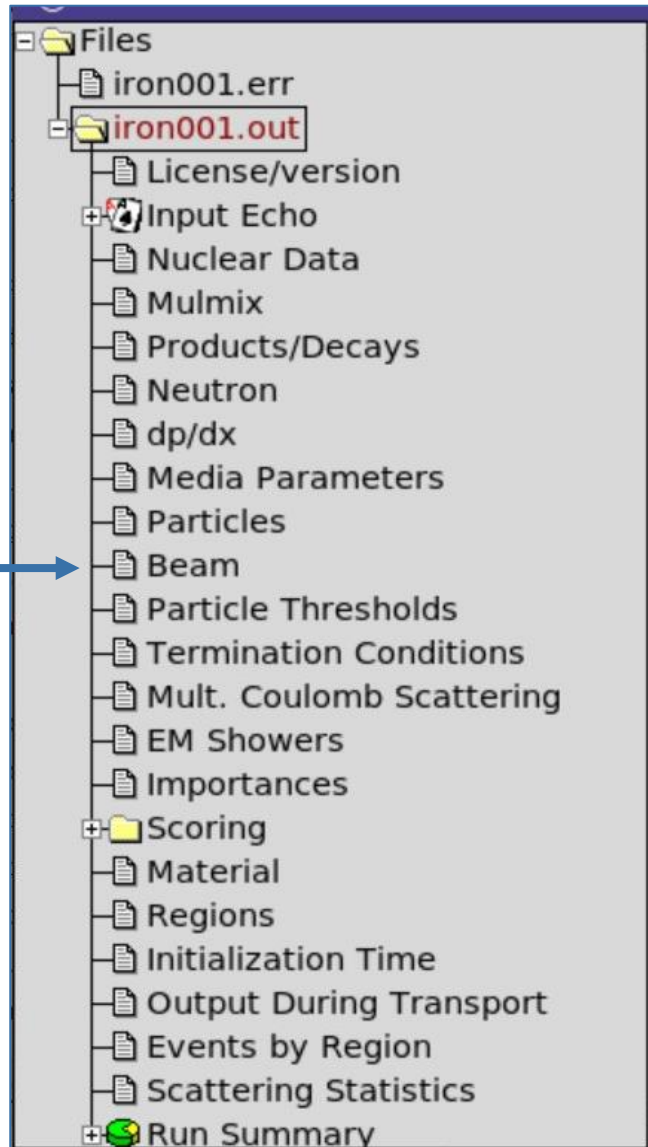 Files
iron001.err
iron001.out
License/version
Input Echo
Nuclear Data
Mulmix
Products/Decays
Neutron
dp/dx
Media Parameters
Particles
Beam
Particle Thresholds
Termination Conditions
Mult. Coulomb Scattering
EM Showers
Importances
Scoring
Material
Regions
Initialization Time
Output During Transport
Events by Region
Scattering Statistics
Run Summary